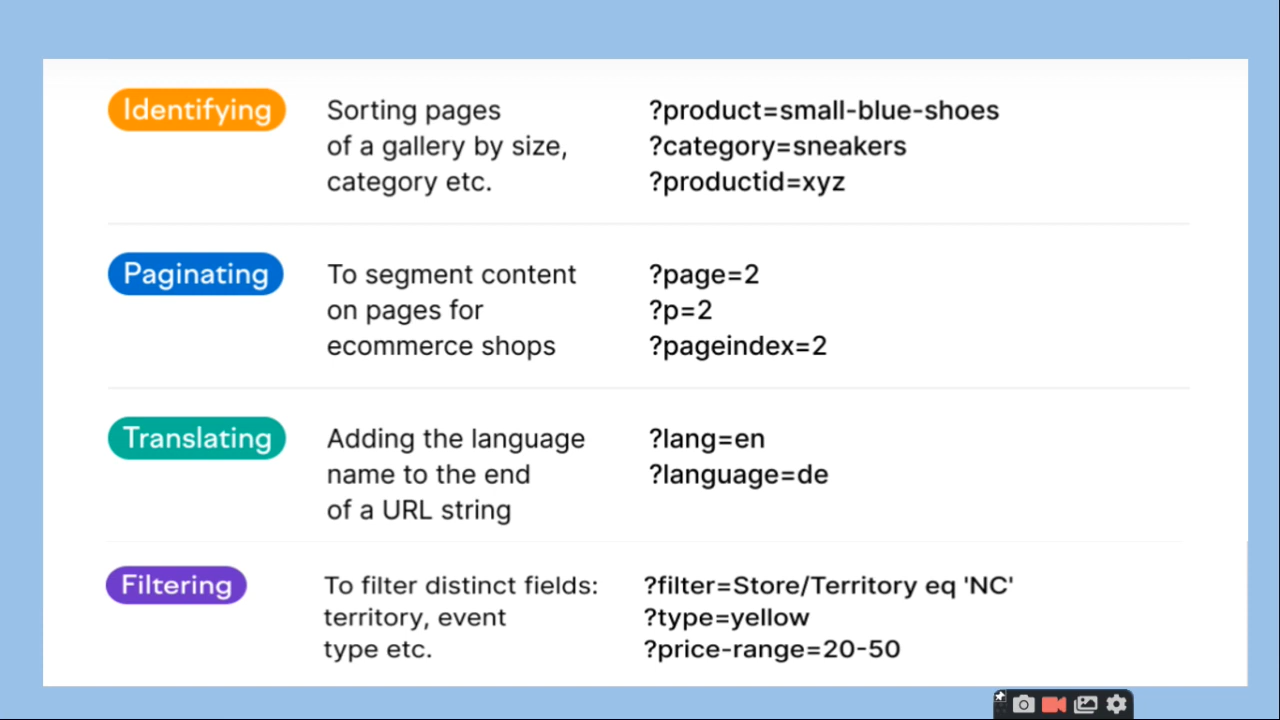 Identifying
Sorting pages
of a gallery by size,
category etc.
?product=small-blue-shoes
?category=sneakers
?productid=xyz
Paginating
To segment content
on pages for
ecommerce shops
?page=2
?p=2
?pageindex=2
Translating
Adding the language
name to the end
of a URL string
?lang=en
?language=de
Filtering
To filter distinct fields:
territory, event
type etc.
?filter=Store/Territory eq 'NC'
?type=yellow
?price-range=20-50